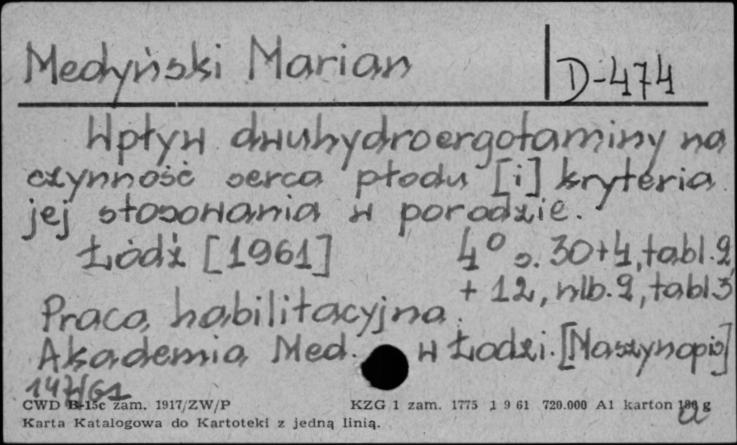 Medyński Marian D-474
Wpływ dwuhydroergotaminy na
czynność serca płodu [i] kryteria
jej stosowania w porodzie.
Łódź [1961] 4° s. 30+4, tabl. 2
+ 12, nlb. 2, tabl 3
Praca habilitacyjna.
Akademia Med. w Łodzi. [Maszynopis]
147/61
CWD B-15c zam. 1917/ZW/P KZG 1 zam. 1775 1 9 61 720.000 A1 karton 180 g
Karta Katalogowa do Kartoteki z jedną linią.